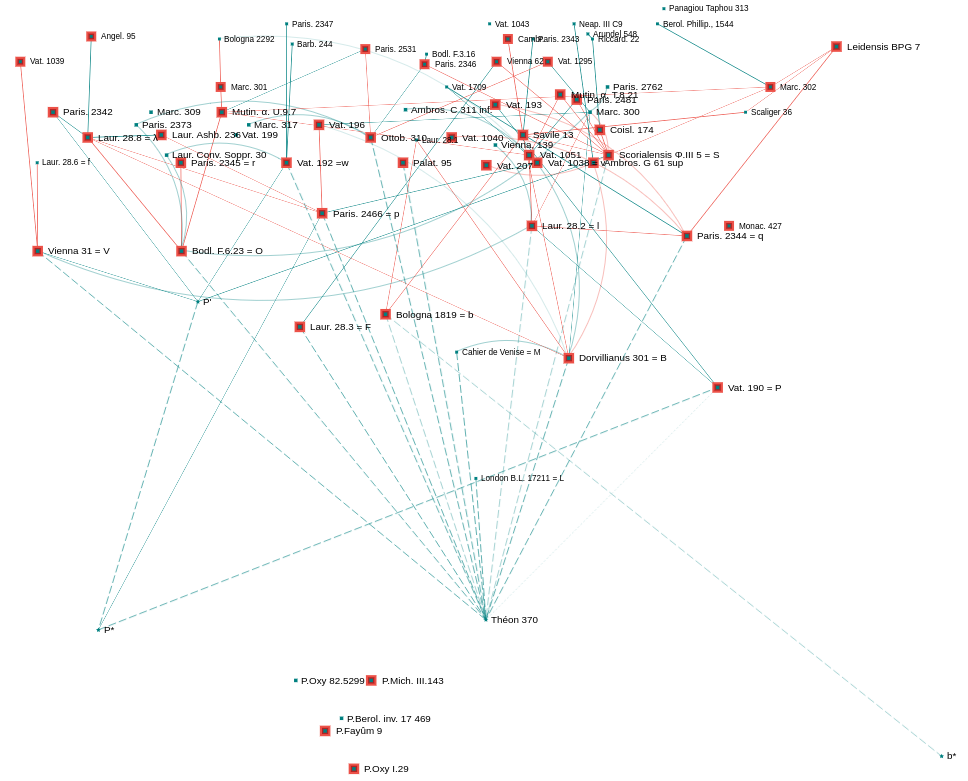 Panagiou Taphou 313
Paris. 2347
Vat. 1043
Neap. III C9
Berol. Phillip., 1544
Angel. 95
Bologna 2292
Barb. 244
Paris. 2343
Arundel 548
Riccard. 22
Leidensis BPG 7
Paris. 2531
Bodl. F.3.16
Vat. 1039
Paris. 2346
Vienna 62
Vat. 1295
Marc. 301
Vat. 1709
Paris. 2762
Marc. 302
Mutin. α. T.8.21
Paris. 2481
Vat. 193
Paris. 2342
Marc. 309
Mutin. α. U.9.7
Ambros. C 311 inf.
Marc. 300
Scaliger 36
Paris. 2373
Marc. 317
Vat. 196
Coisl. 174
Laur. 28.8 = λ
Laur. Ashb. 236
Vat. 199
Ottob. 310
Laur. 28.1
Vat. 1040
Savile 13
Vienna. 139
Laur. 28.6 = f
Laur. Conv. Soppr. 30
Vat. 1051
Scorialensis Φ.III 5 = S
Paris. 2345 = r
Vat. 192 =w
Palat. 95
Vat. 207
Vat. 1038
Ambros. G 61 sup
Paris. 2466 = p
Laur. 28.2 = l
Monac. 427
Paris. 2344 = q
Vienna 31 = V
Bodl. F.6.23 = O
P'
Bologna 1819 = b
Laur. 28.3 = F
Cahier de Venise = M
Dorvillianus 301 = B
Vat. 190 = P
London B.L. 17211 = L
Théon 370
P*
P.Oxy 82.5299
P.Mich. III.143
P.Berol. inv. 17 469
P.Fayûm 9
b*
P.Oxy I.29